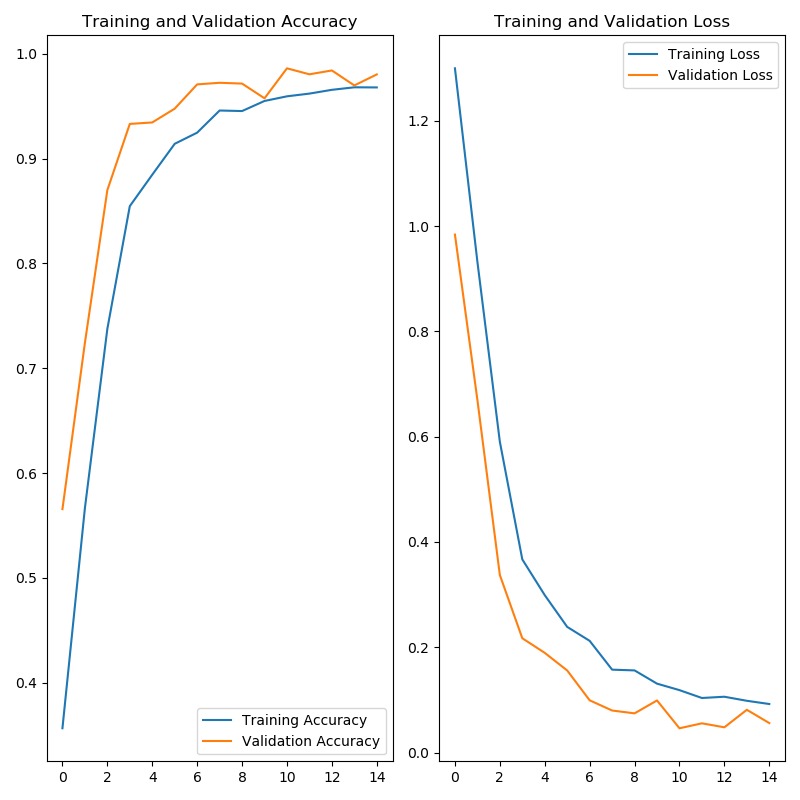 Training and Validation Accuracy
1.0
0.9
0.8
0.7
0.6
0.5
0.4
0 2 4 6 8 10 12 14
Training Accuracy
Validation Accuracy
Training and Validation Loss
1.2
1.0
0.8
0.6
0.4
0.2
0.0
0 2 4 6 8 10 12 14
Training Loss
Validation Loss